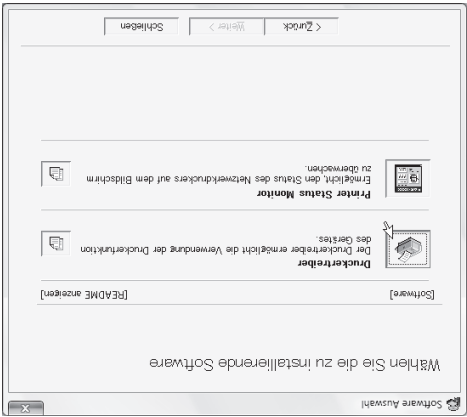 Software Auswahl
Wählen Sie die zu installierende Software
[Software] [README anzeigen]
Druckertreiber
Der Druckertreiber ermöglicht die Verwendung der Druckerfunktion
des Gerätes.
Printer Status Monitor
Ermöglicht, den Status des Netzwerkdruckers auf dem Bildschirm
zu überwachen.
< Zurück Weiter > Schließen